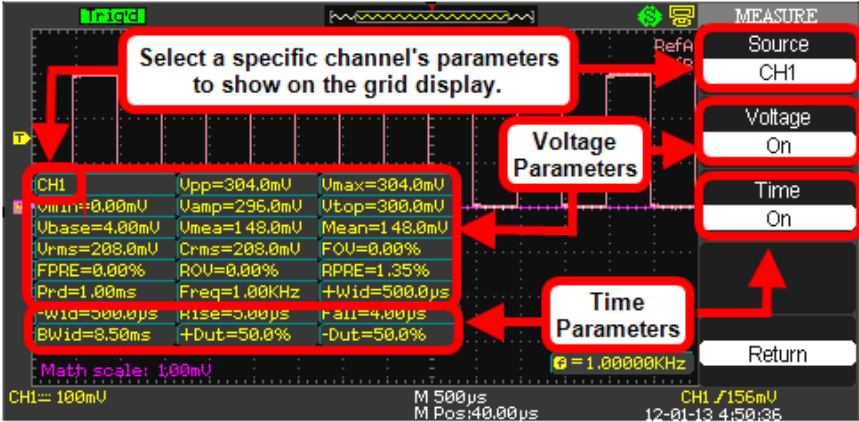 Trig'd
MEASURE
Select a specific channel's parameters
to show on the grid display.
RefA
Source
CH1
T
Voltage
On
Voltage
Parameters
Time
On
CH1 Vpp=304.0mV Vmax=304.0mV
Vmin=0.00mV Vamp=296.0mV Vtop=300.0mV
Vbase=4.00mV Vmea=148.0mV Mean=148.0mV
Vrms=208.0mV Crms=208.0mV FOV=0.00%
FPRE=0.00% ROV=0.00% RPRE=1.35%
Prd=1.00ms Freq=1.00KHz +Wid=500.0µs
-Wid=500.0µs Rise=5.00µs Fall=4.00µs
BWid=8.50ms +Dut=50.0% -Dut=50.0%
Time
Parameters
Math scale: 100mV
f = 1.00000KHz
Return
CH1 100mV
M 500µs
CH1 156mV
M Pos:40.00µs
12-01-13 4:50:36